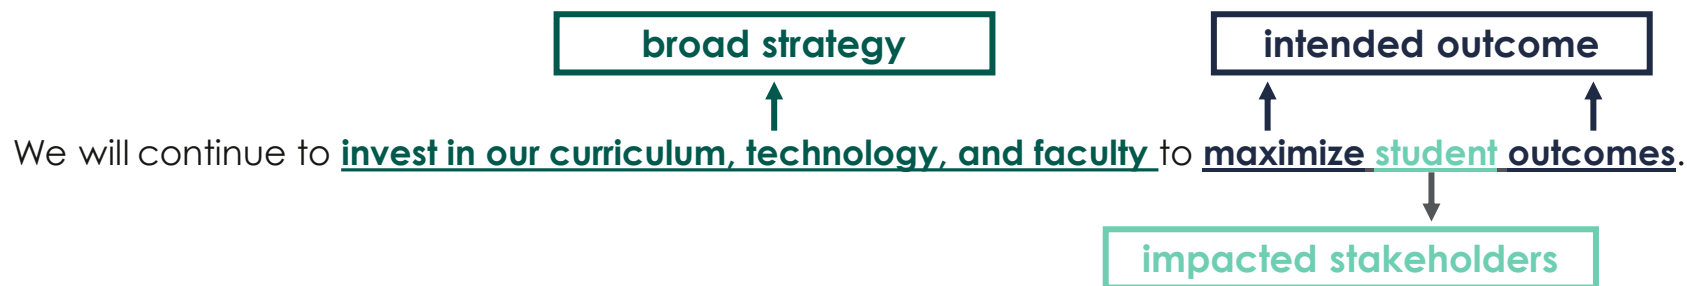 broad strategy
intended outcome
We will continue to invest in our curriculum, technology, and faculty to maximize student outcomes.
impacted stakeholders